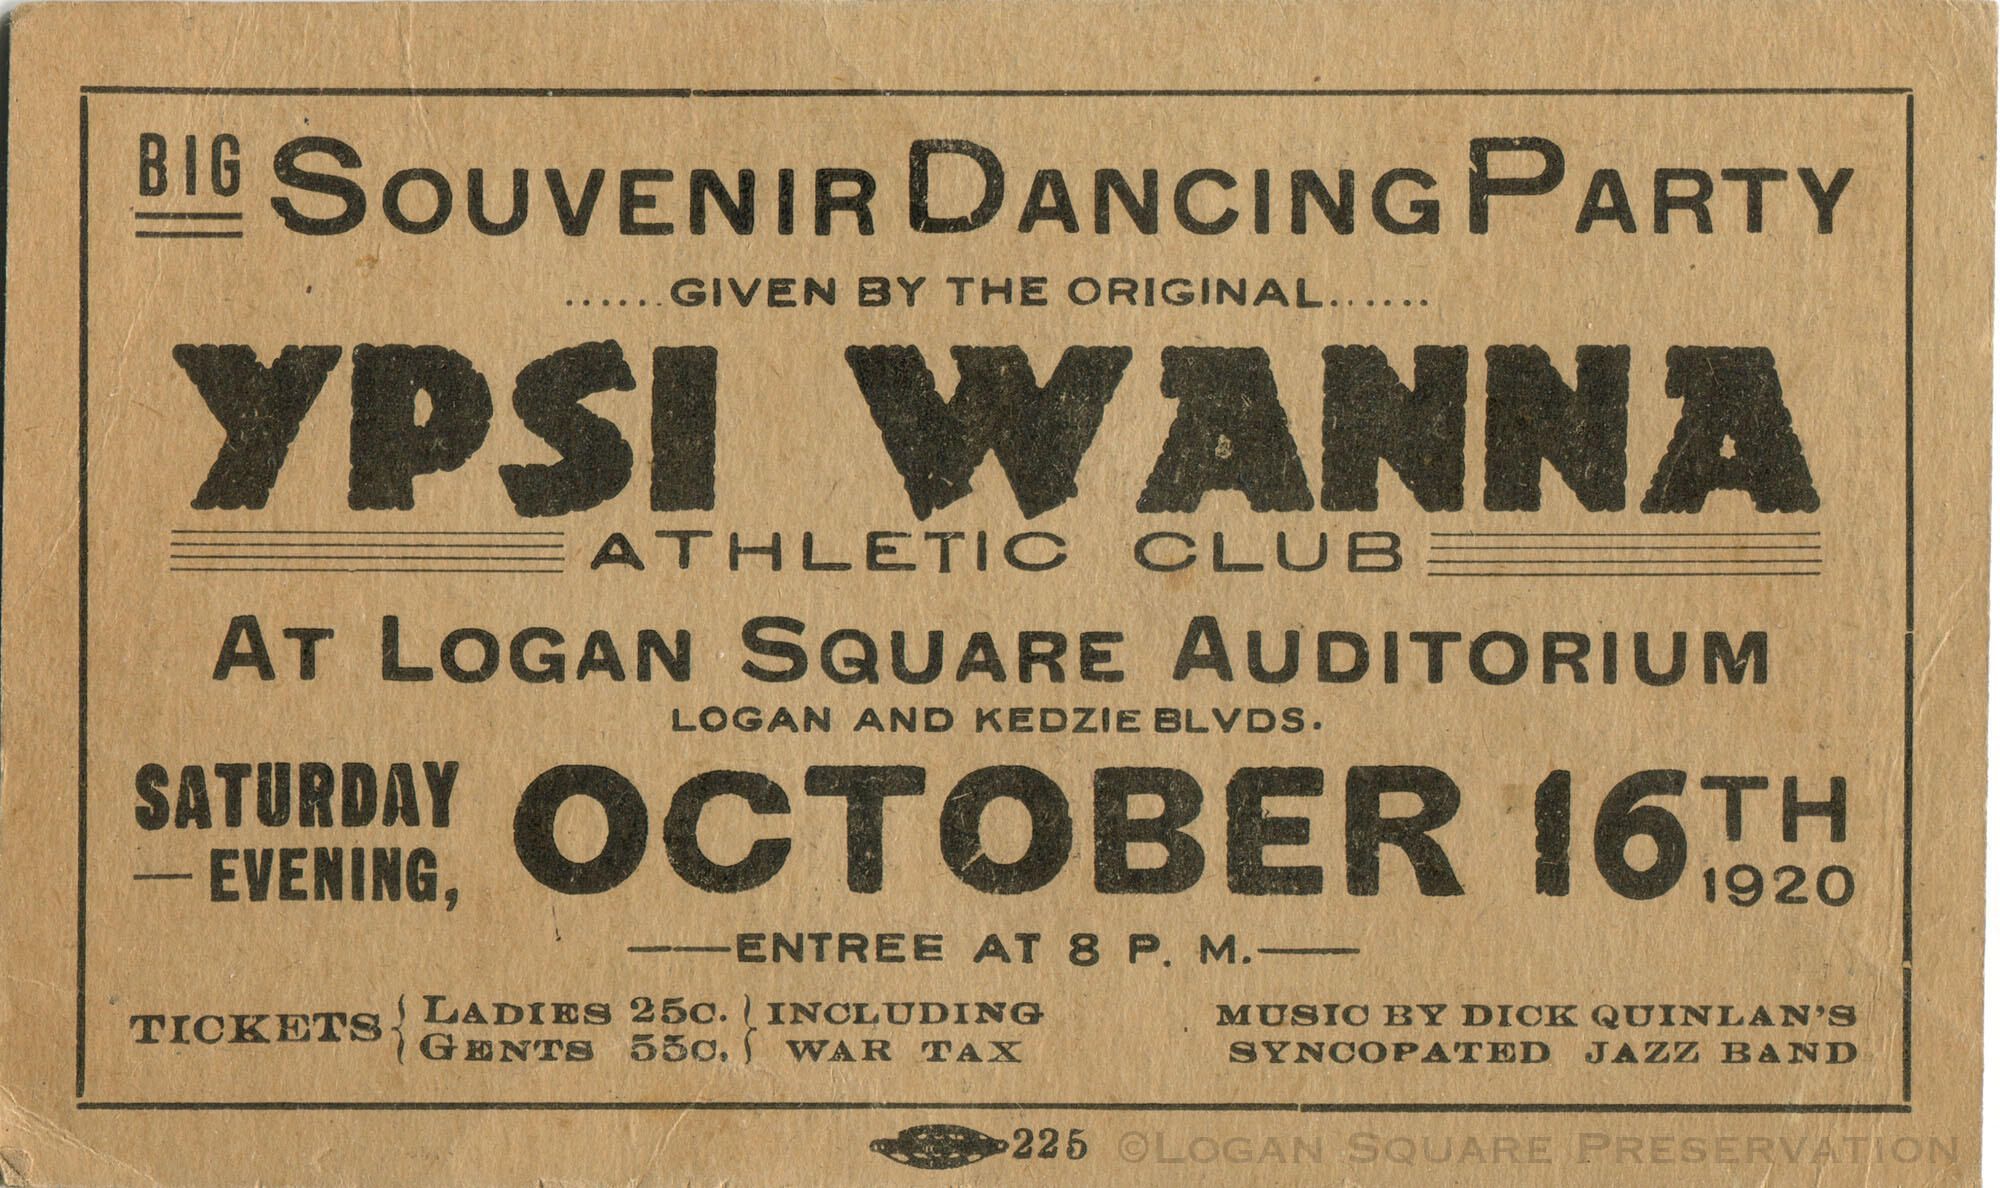 BIG SOUVENIR DANCING PARTY
......GIVEN BY THE ORIGINAL......
YPSI WANNA
ATHLETIC CLUB
AT LOGAN SQUARE AUDITORIUM
LOGAN AND KEDZIE BLVDS.
SATURDAY
—EVENING,
OCTOBER 16TH
1920
——ENTREE AT 8 P. M.——
TICKETS { LADIES 25C. } INCLUDING
GENTS 55C. WAR TAX
MUSIC BY DICK QUINLAN'S
SYNCOPATED JAZZ BAND
225
©LOGAN SQUARE PRESERVATION